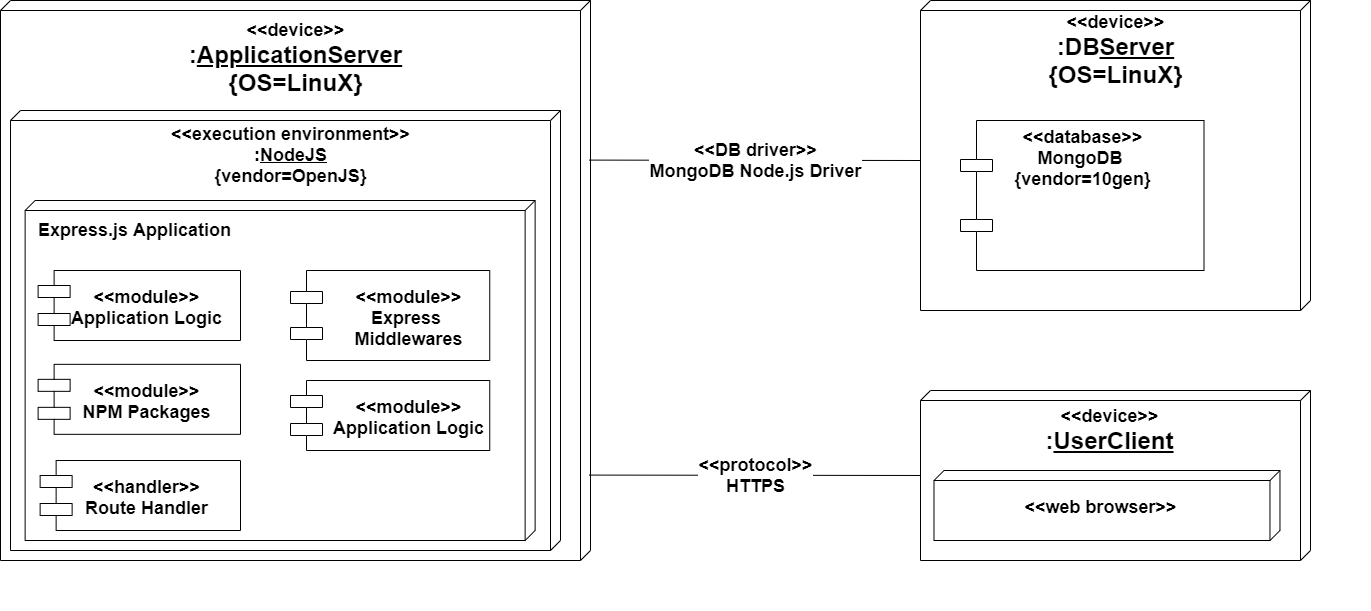 <<device>>
:ApplicationServer
{OS=LinuX}
<<execution environment>>
:NodeJS
{vendor=OpenJS}
Express.js Application
<<module>>
Application Logic
<<module>>
Express
Middlewares
<<module>>
NPM Packages
<<module>>
Application Logic
<<handler>>
Route Handler
<<DB driver>>
MongoDB Node.js Driver
<<protocol>>
HTTPS
<<device>>
:DBServer
{OS=LinuX}
<<database>>
MongoDB
{vendor=10gen}
<<device>>
:UserClient
<<web browser>>